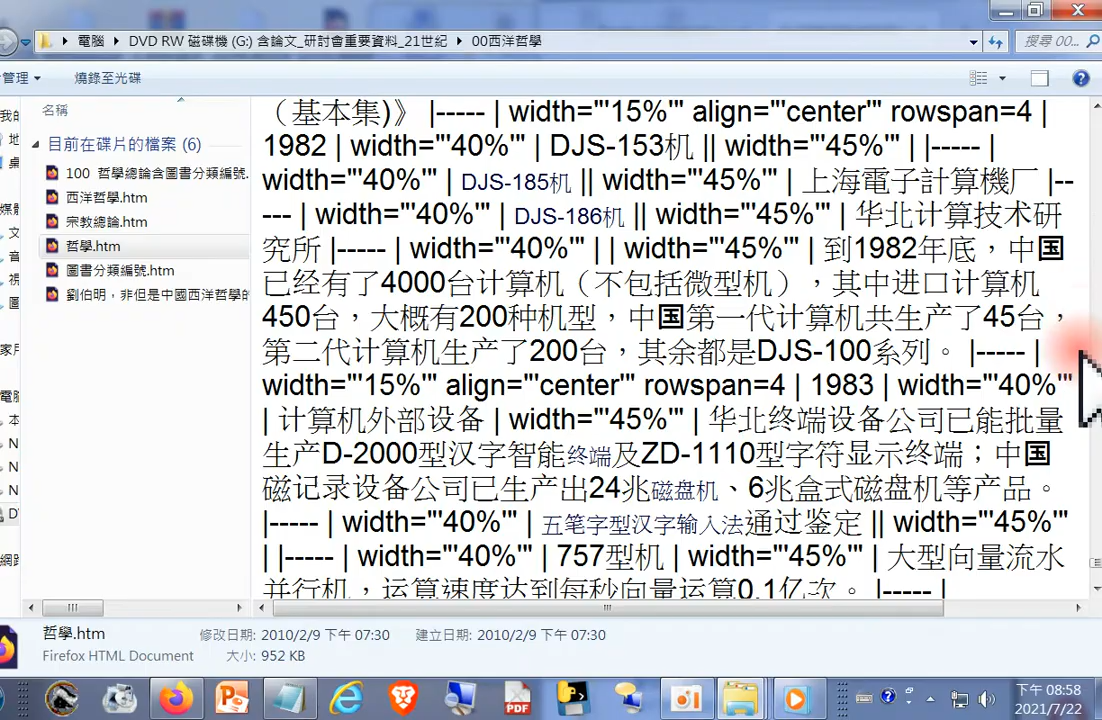 電腦 ▸ DVD RW 磁碟機 (G:) 含論文_研討會重要資料_21世紀 ▸ 00西洋哲學
搜尋 00...
管理
燒錄至光碟
名稱
目前在碟片的檔案 (6)
100 哲學總論含圖書分類編號.
西洋哲學.htm
宗教總論.htm
哲學.htm
圖書分類編號.htm
劉伯明，非但是中國西洋哲學的
（基本集)》 |----- | width="'15%'" align="'center'" rowspan=4 |
1982 | width="'40%'" | DJS-153机 || width="'45%'" | |----- |
width="'40%'" | DJS-185机 || width="'45%'" | 上海電子計算機厂 |--
--- | width="'40%'" | DJS-186机 || width="'45%'" | 华北计算技术研
究所 |----- | width="'40%'" | | width="'45%'" | 到1982年底，中国
已经有了4000台计算机（不包括微型机），其中进口计算机
450台，大概有200种机型，中国第一代计算机共生产了45台，
第二代计算机生产了200台，其余都是DJS-100系列。 |----- |
width="'15%'" align="'center'" rowspan=4 | 1983 | width="'40%'"
| 计算机外部设备 | width="'45%'" | 华北终端设备公司已能批量
生产D-2000型汉字智能终端及ZD-1110型字符显示终端；中国
磁记录设备公司已生产出24兆磁盘机、6兆盒式磁盘机等产品。
|----- | width="'40%'" | 五笔字型汉字输入法通过鉴定 || width="'45%'"
| |----- | width="'40%'" | 757型机 | width="'45%'" | 大型向量流水
并行机，运算速度达到每秒向量运算0.1亿次。 |----- |
哲學.htm
修改日期: 2010/2/9 下午 07:30
建立日期: 2010/2/9 下午 07:30
Firefox HTML Document
大小: 952 KB
PDF
下午 08:58
2021/7/22